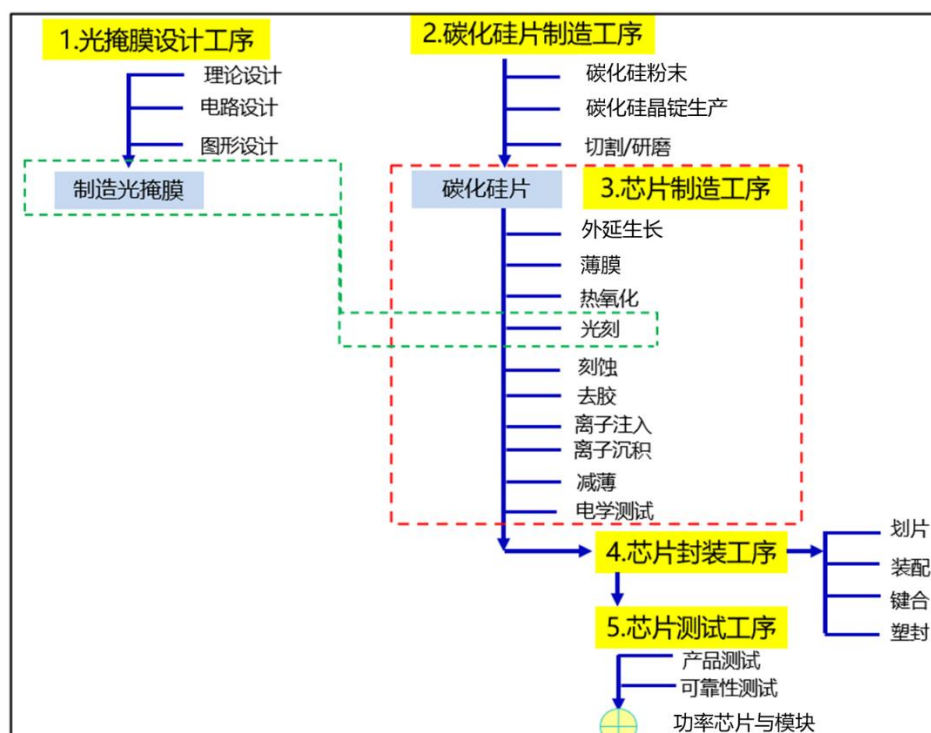 1.光掩膜设计工序
理论设计
电路设计
图形设计
制造光掩膜
2.碳化硅片制造工序
碳化硅粉末
碳化硅晶锭生产
切割/研磨
碳化硅片
3.芯片制造工序
外延生长
薄膜
热氧化
光刻
刻蚀
去胶
离子注入
离子沉积
减薄
电学测试
4.芯片封装工序
划片
装配
键合
塑封
5.芯片测试工序
产品测试
可靠性测试
功率芯片与模块